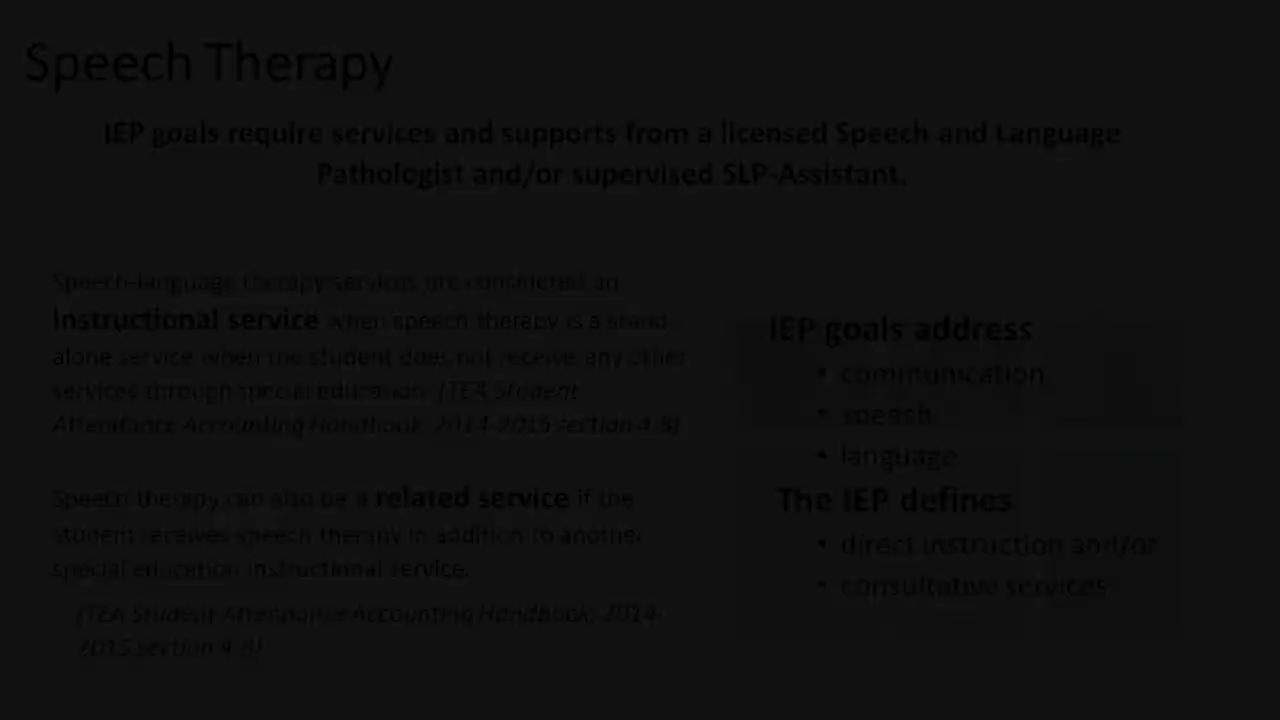 Speech Therapy
IEP goals require services and supports from a licensed Speech and Language
Pathologist and/or supervised SLP-Assistant.
Speech-language therapy services are considered an
instructional service when speech therapy is a stand-
alone service when the student does not receive any other
services through special education. (TEA Student
Attendance Accounting Handbook, 2014-2015 section 4.8)
Speech therapy can also be a related service if the
student receives speech therapy in addition to another
special education instructional service.
(TEA Student Attendance Accounting Handbook, 2014-
2015 section 4.8)
IEP goals address
• communication
• speech
• language
The IEP defines
• direct instruction and/or
• consultative services